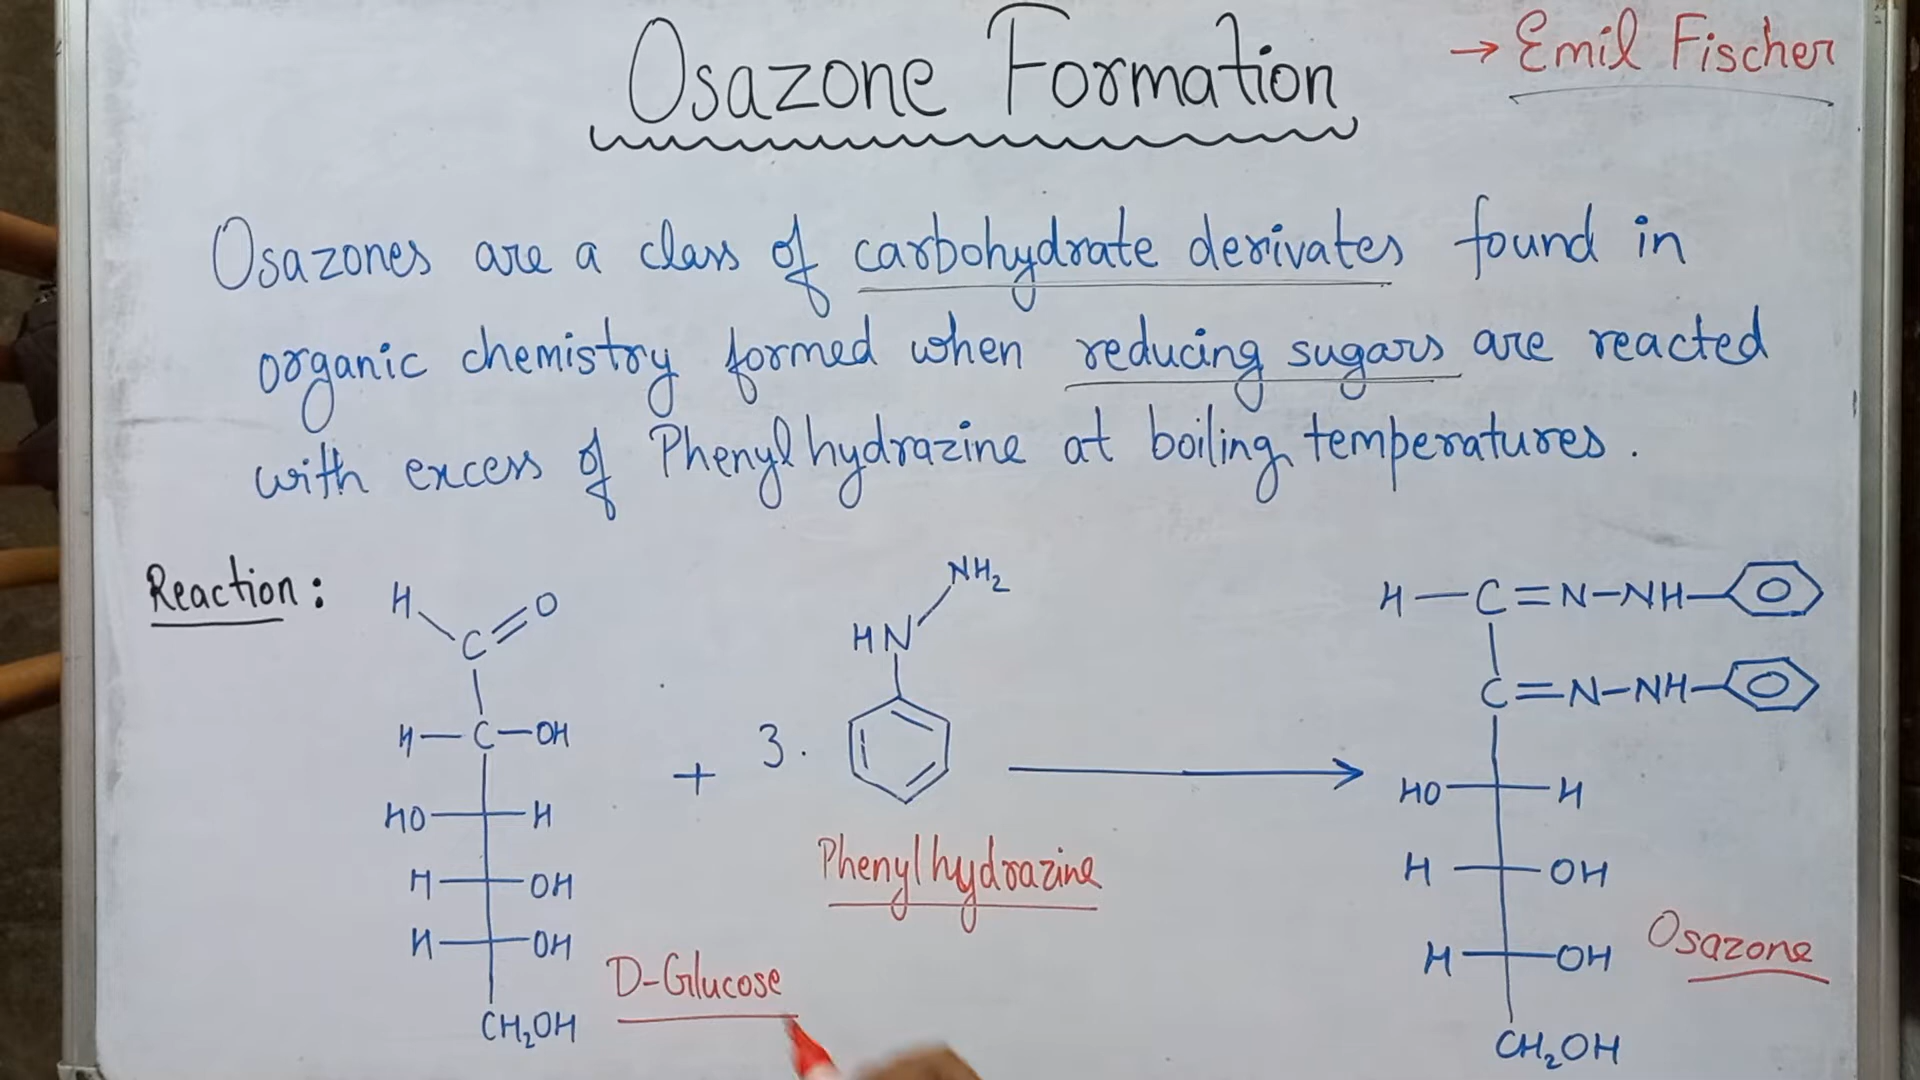 Osazone Formation
→ Emil Fischer
Osazones are a class of carbohydrate derivates found in
organic chemistry formed when reducing sugars are reacted
with excess of Phenylhydrazine at boiling temperatures.
Reaction:
H
C=O
H—C—OH
HO H
H OH
H OH
CH₂OH
D-Glucose
+
3.
NH₂
HN
Phenylhydrazine
H—C=N—NH—
C=N—NH—
HO H
H OH
H OH
CH₂OH
Osazone